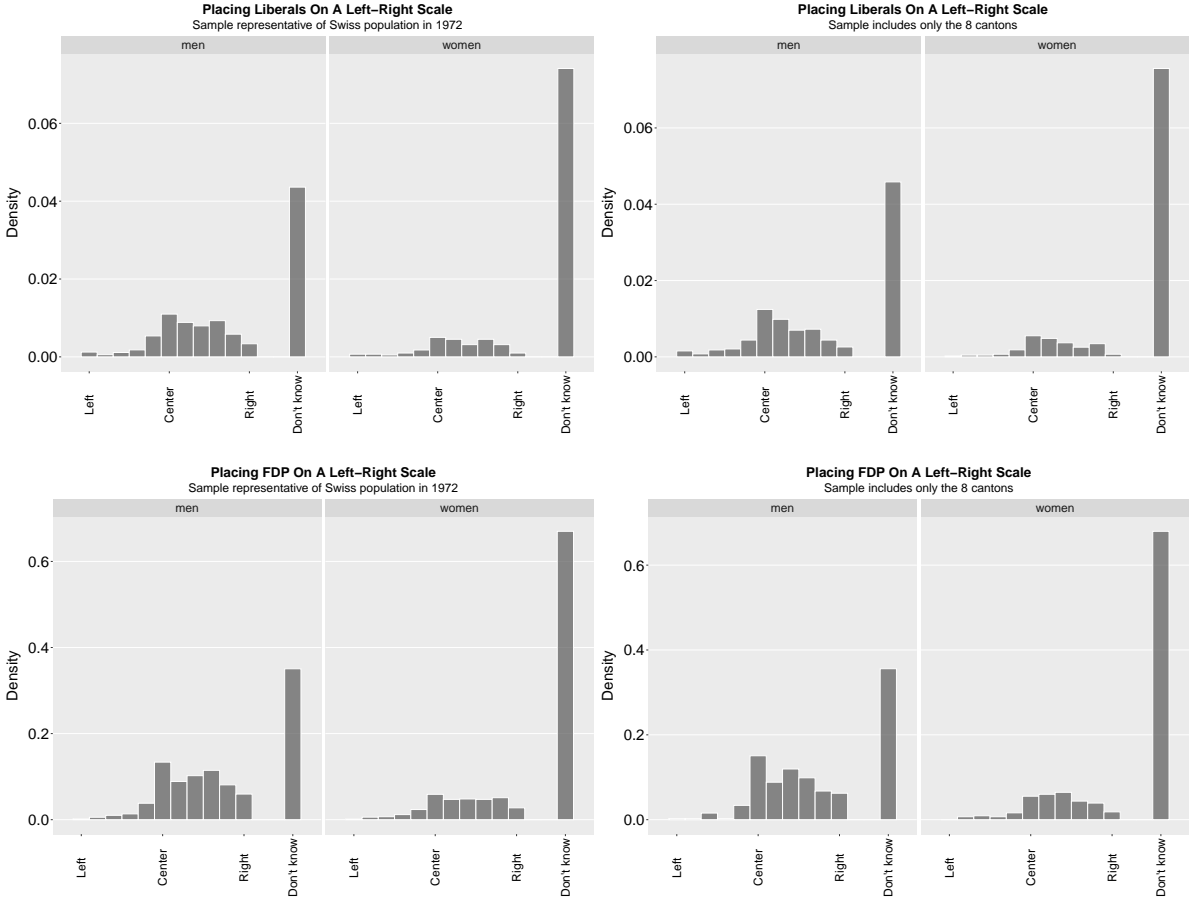 Placing Liberals On A Left−Right Scale
Sample representative of Swiss population in 1972
men women
Density
0.06
0.04
0.02
0.00
Left Center Right Don't know Left Center Right Don't know
Placing Liberals On A Left−Right Scale
Sample includes only the 8 cantons
men women
Density
0.06
0.04
0.02
0.00
Left Center Right Don't know Left Center Right Don't know
Placing FDP On A Left−Right Scale
Sample representative of Swiss population in 1972
men women
Density
0.6
0.4
0.2
0.0
Left Center Right Don't know Left Center Right Don't know
Placing FDP On A Left−Right Scale
Sample includes only the 8 cantons
men women
Density
0.6
0.4
0.2
0.0
Left Center Right Don't know Left Center Right Don't know